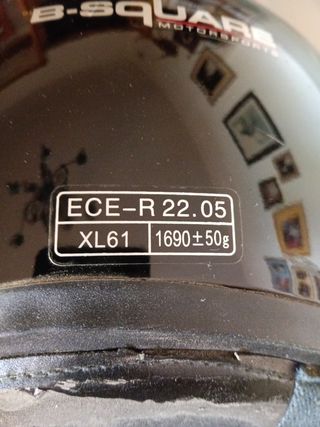 B-SQUARE
MOTORSPORTS
ECE-R 22.05
XL61 1690±50g